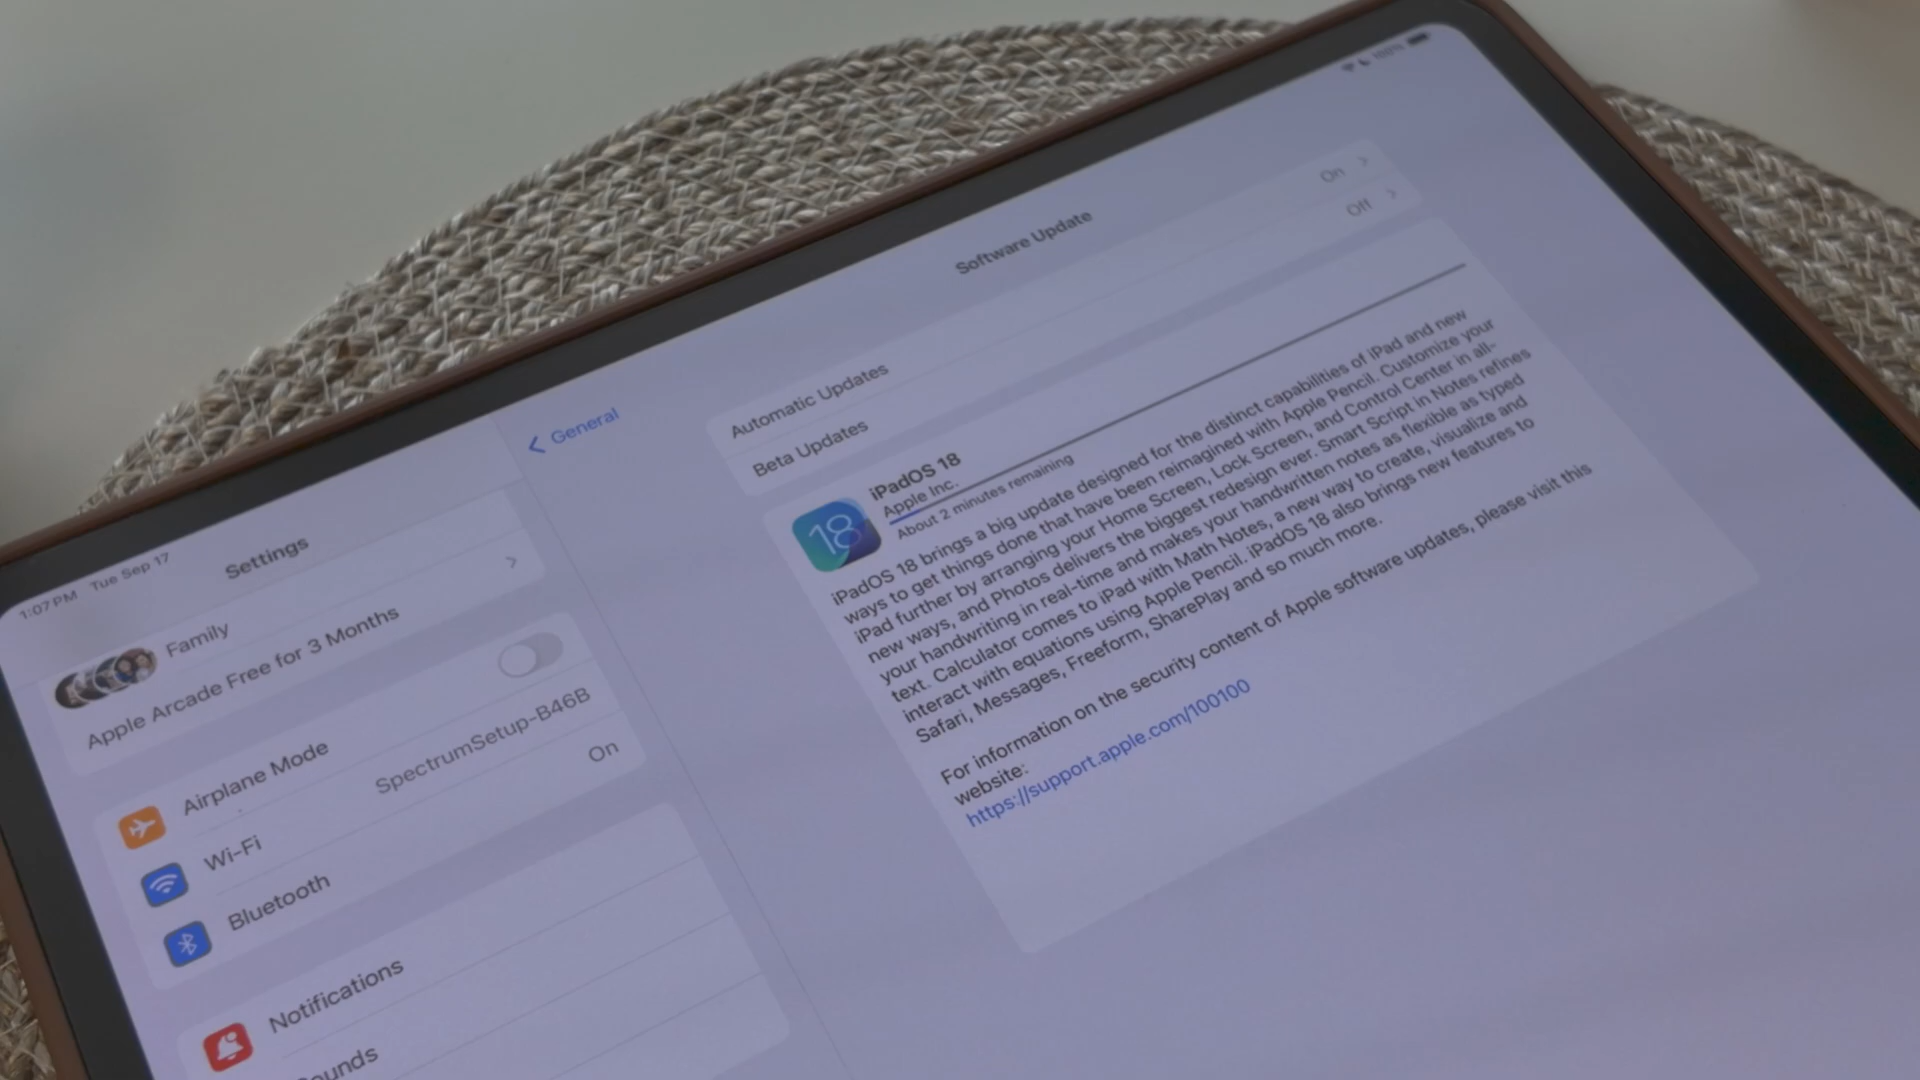 1:07 PM Tue Sep 17
100%
Settings
Family
Apple Arcade Free for 3 Months
Airplane Mode
Wi-Fi SpectrumSetup-B46B
Bluetooth On
Notifications
General
Software Update
Automatic Updates On
Beta Updates Off
18
iPadOS 18
Apple Inc.
About 2 minutes remaining
iPadOS 18 brings a big update designed for the distinct capabilities of iPad and new
ways to get things done that have been reimagined with Apple Pencil. Customize your
iPad further by arranging your Home Screen, Lock Screen, and Control Center in all-
new ways, and Photos delivers the biggest redesign ever. Smart Script in Notes refines
your handwriting in real-time and makes your handwritten notes as flexible as typed
text. Calculator comes to iPad with Math Notes, a new way to create, visualize and
interact with equations using Apple Pencil. iPadOS 18 also brings new features to
Safari, Messages, Freeform, SharePlay and so much more.
For information on the security content of Apple software updates, please visit this
website:
https://support.apple.com/100100